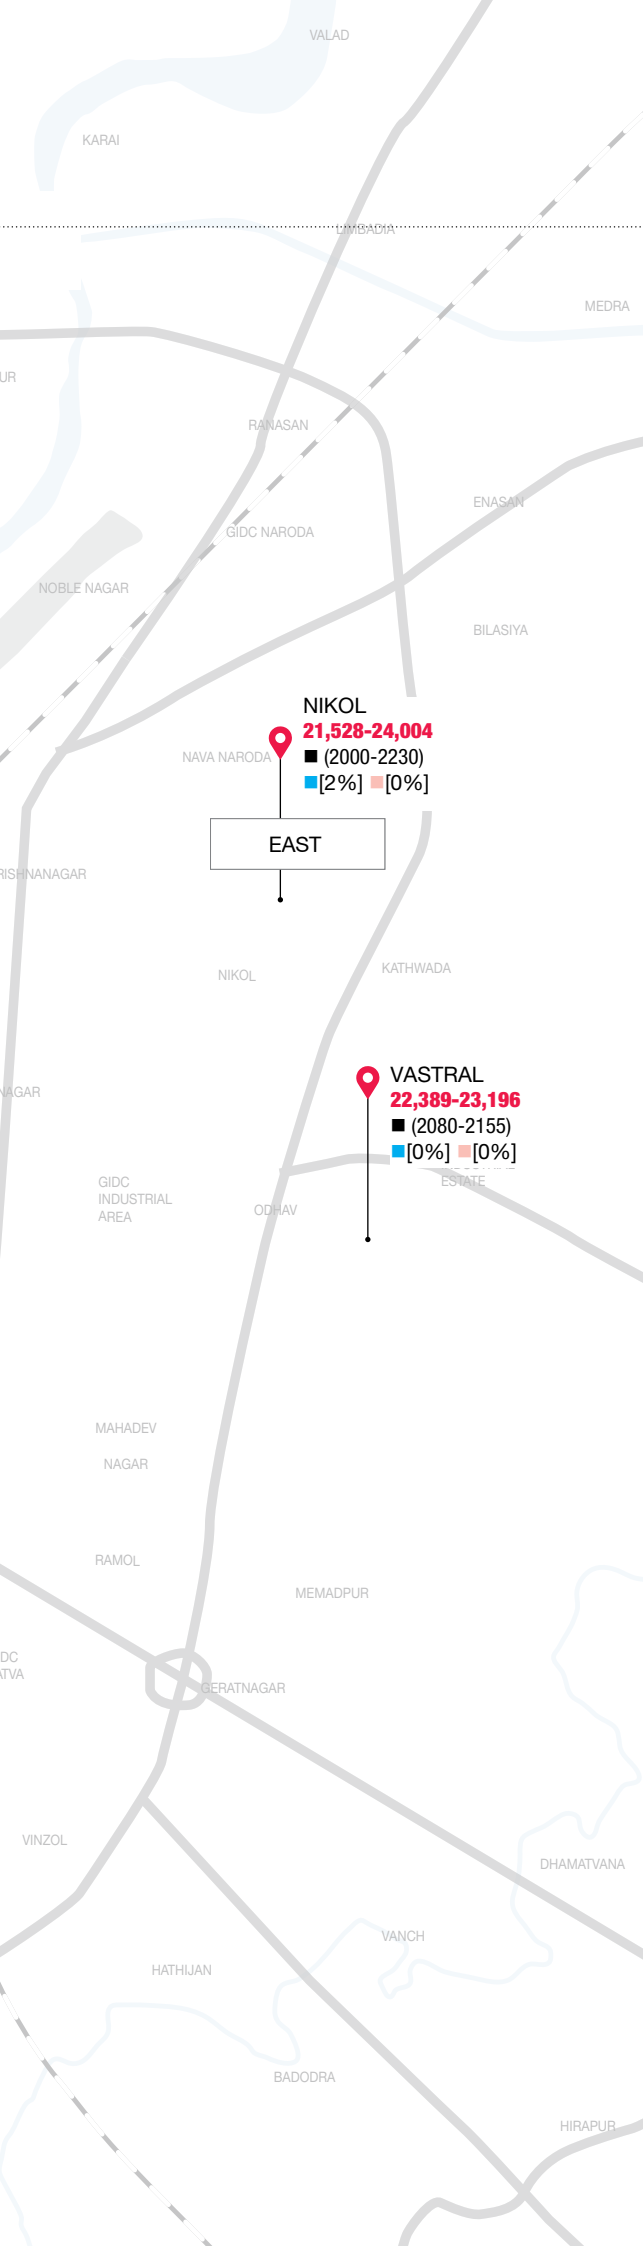 VALAD
KARAI
LIMBADIA
MEDRA
UR
RANASAN
ENASAN
GIDC NARODA
NOBLE NAGAR
BILASIYA
NIKOL
21,528-24,004
■ (2000-2230)
■[2%] ■[0%]
NAVA NARODA
EAST
RISHNANAGAR
KATHWADA
NIKOL
VASTRAL
22,389-23,196
■ (2080-2155)
■[0%] ■[0%]
NAGAR
ESTATE
GIDC
INDUSTRIAL
AREA
ODHAV
MAHADEV
NAGAR
RAMOL
MEMADPUR
DC
TVA
GERATNAGAR
VINZOL
DHAMATVANA
VANCH
HATHIJAN
BADODRA
HIRAPUR